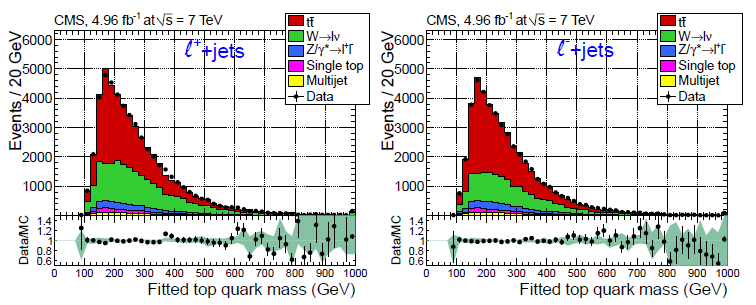 CMS, 4.96 fb⁻¹ at √s = 7 TeV
ℓ⁺+jets
tt̄
W→lν
Z/γ*→l⁺l⁻
Single top
Multijet
Data
Events / 20 GeV
6000
5000
4000
3000
2000
1000
Data/MC
1.4
1.2
1
0.8
0.6
0 100 200 300 400 500 600 700 800 900 1000
Fitted top quark mass (GeV)
CMS, 4.96 fb⁻¹ at √s = 7 TeV
ℓ⁻+jets
tt̄
W→lν
Z/γ*→l⁺l⁻
Single top
Multijet
Data
Events / 20 GeV
6000
5000
4000
3000
2000
1000
Data/MC
1.4
1.2
1
0.8
0.6
0 100 200 300 400 500 600 700 800 900 1000
Fitted top quark mass (GeV)